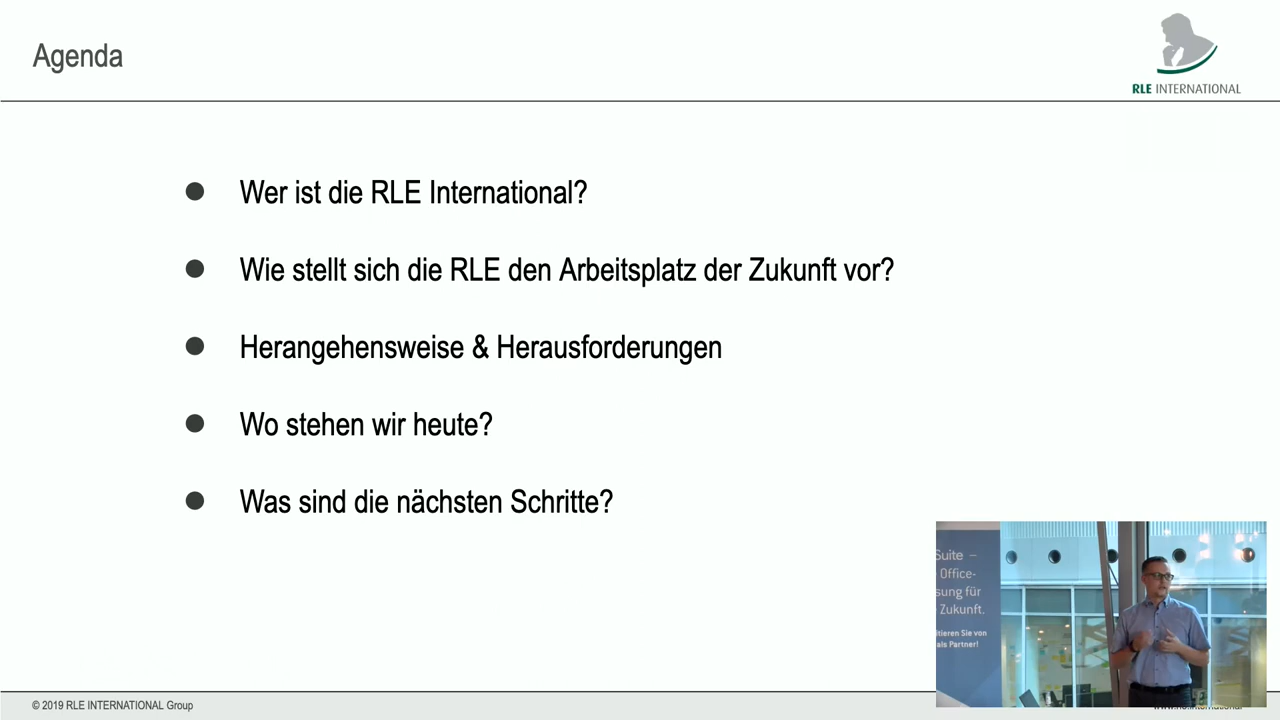 Agenda
RLE INTERNATIONAL
Wer ist die RLE International?
Wie stellt sich die RLE den Arbeitsplatz der Zukunft vor?
Herangehensweise & Herausforderungen
Wo stehen wir heute?
Was sind die nächsten Schritte?
Suite –
Office-
sung für
Zukunft.
itieren Sie von
als Partner!
© 2019 RLE INTERNATIONAL Group